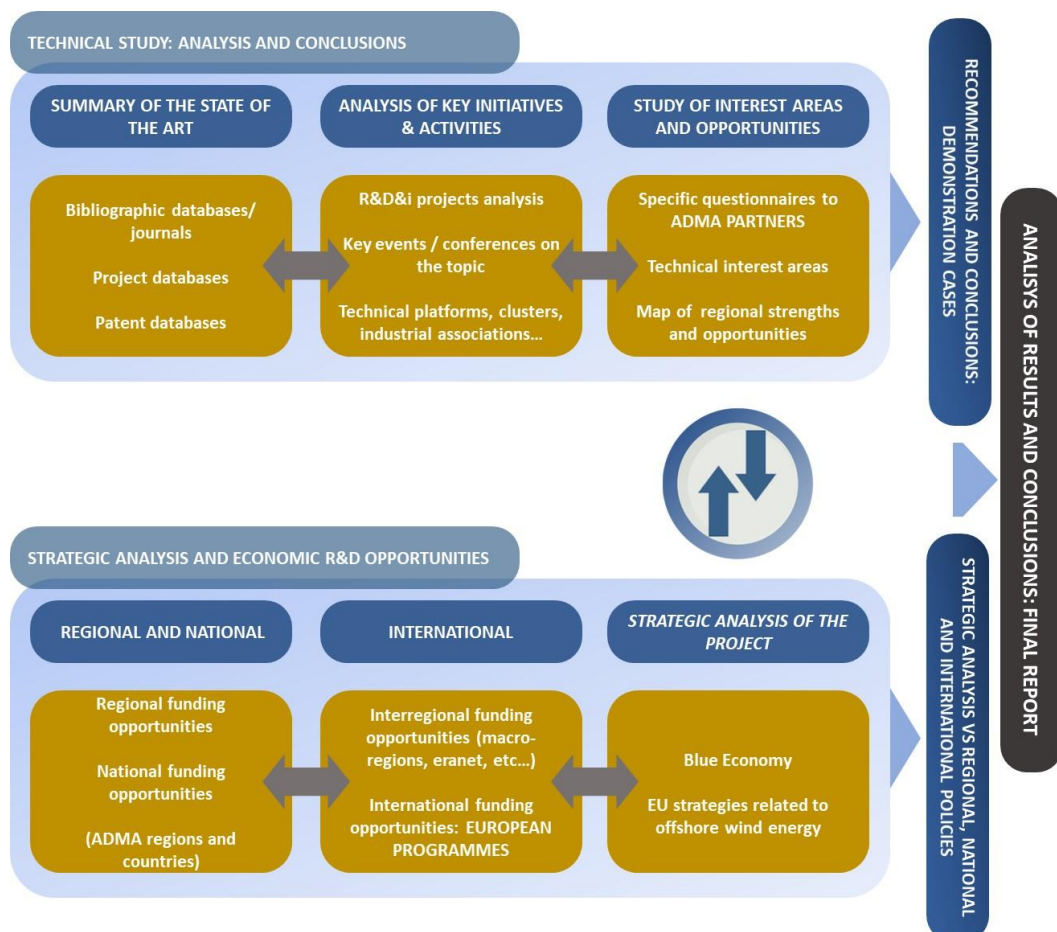 TECHNICAL STUDY: ANALYSIS AND CONCLUSIONS
SUMMARY OF THE STATE OF
THE ART
ANALYSIS OF KEY INITIATIVES
& ACTIVITIES
STUDY OF INTEREST AREAS
AND OPPORTUNITIES
Bibliographic databases/
journals
Project databases
Patent databases
R&D&i projects analysis
Key events / conferences on
the topic
Technical platforms, clusters,
industrial associations...
Specific questionnaires to
ADMA PARTNERS
Technical interest areas
Map of regional strengths
and opportunities
RECOMMENDATIONS AND CONCLUSIONS:
DEMONSTRATION CASES
STRATEGIC ANALYSIS AND ECONOMIC R&D OPPORTUNITIES
REGIONAL AND NATIONAL
INTERNATIONAL
STRATEGIC ANALYSIS OF THE
PROJECT
Regional funding
opportunities
National funding
opportunities
(ADMA regions and
countries)
Interregional funding
opportunities (macro-
regions, eranet, etc...)
International funding
opportunities: EUROPEAN
PROGRAMMES
Blue Economy
EU strategies related to
offshore wind energy
STRATEGIC ANALYSIS VS REGIONAL, NATIONAL
AND INTERNATIONAL POLICIES
ANALISYS OF RESULTS AND CONCLUSIONS: FINAL REPORT